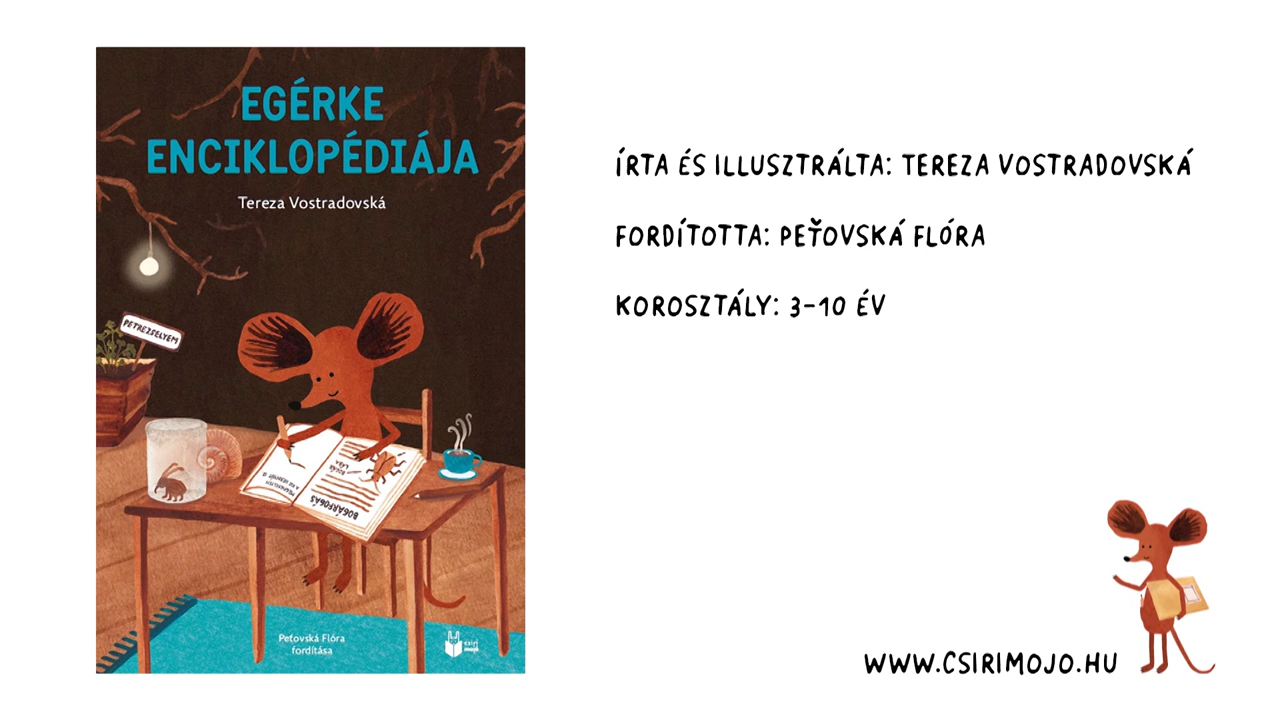 EGÉRKE
ENCIKLOPÉDIÁJA
Tereza Vostradovská
PETREZSELYEM
BOGÁRFOGÁS
Peťovská Flóra
fordítása
csiri
mojó
ÍRTA ÉS ILLUSZTRÁLTA: TEREZA VOSTRADOVSKÁ
FORDÍTOTTA: PEŤOVSKÁ FLÓRA
KOROSZTÁLY: 3-10 ÉV
WWW.CSIRIMOJO.HU